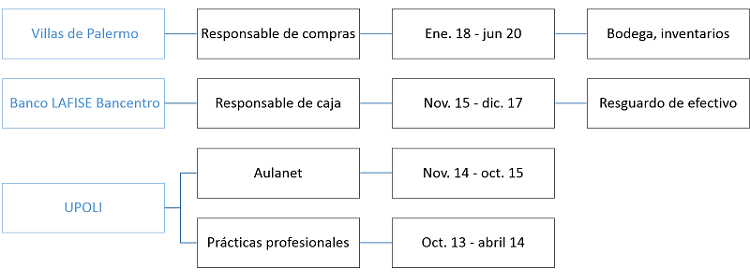 Villas de Palermo
Responsable de compras
Ene. 18 - jun 20
Bodega, inventarios
Banco LAFISE Bancentro
Responsable de caja
Nov. 15 - dic. 17
Resguardo de efectivo
UPOLI
Aulanet
Nov. 14 - oct. 15
Prácticas profesionales
Oct. 13 - abril 14